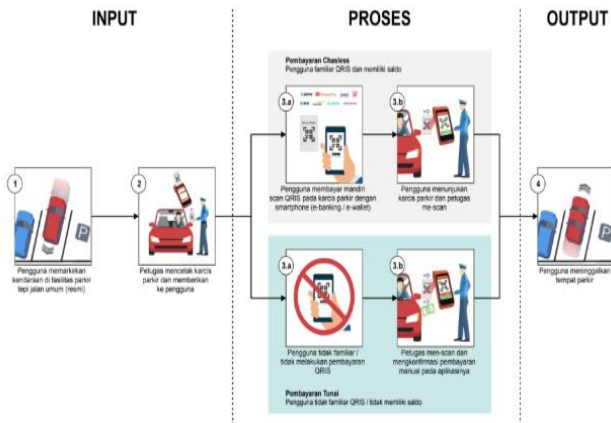 INPUT
PROSES
OUTPUT
Pembayaran Chasless
Pengguna familiar QRIS dan memiliki saldo
3.a
3.b
Pengguna membayar mandiri
scan QRIS pada karcis parkir dengan
smartphone (e-banking / e-wallet)
Pengguna menunjukan
karcis parkir dan petugas
me-scan
1
2
4
P
P
Pengguna memarkirkan
kendaraan di fasilitas parkir
tepi jalan umum (resmi)
Petugas mencetak karcis
parkir dan memberikan
ke pengguna
Pengguna meninggalkan
tempat parkir
3.a
3.b
Pengguna tidak familiar /
tidak melakukan pembayaran
QRIS
Petugas men-scan dan
mengkonfirmasi pembayaran
manual pada aplikasinya
Pembayaran Tunai
Pengguna tidak familiar QRIS / tidak memiliki saldo